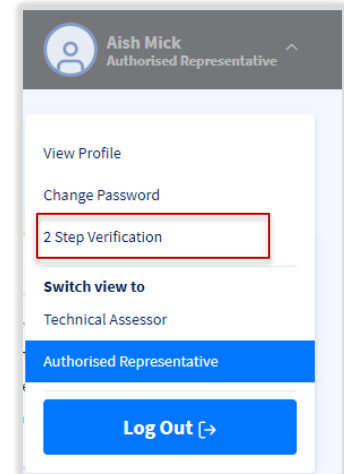 Aish Mick
Authorised Representative
View Profile
Change Password
2 Step Verification
Switch view to
Technical Assessor
Authorised Representative
Log Out